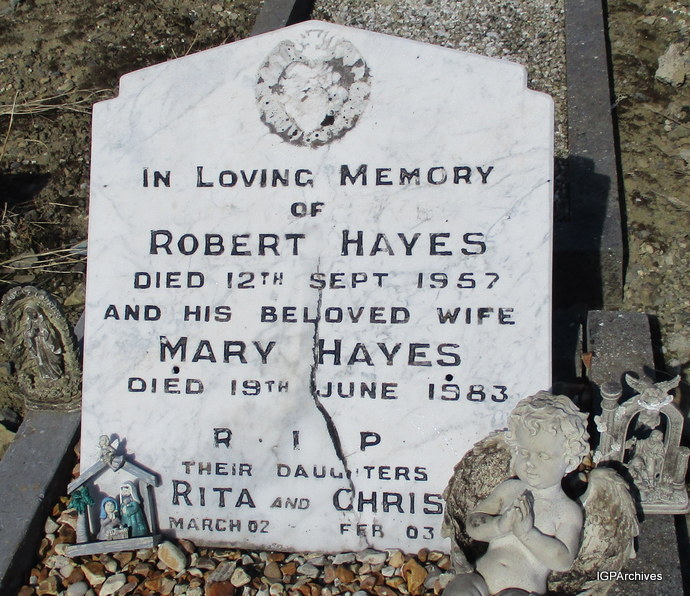 IN LOVING MEMORY
OF
ROBERT HAYES
DIED 12TH SEPT 1957
AND HIS BELOVED WIFE
MARY HAYES
DIED 19TH JUNE 1983
R . I P
THEIR DAUGHTERS
RITA AND CHRIS
MARCH 02 FEB 03
IGPArchives